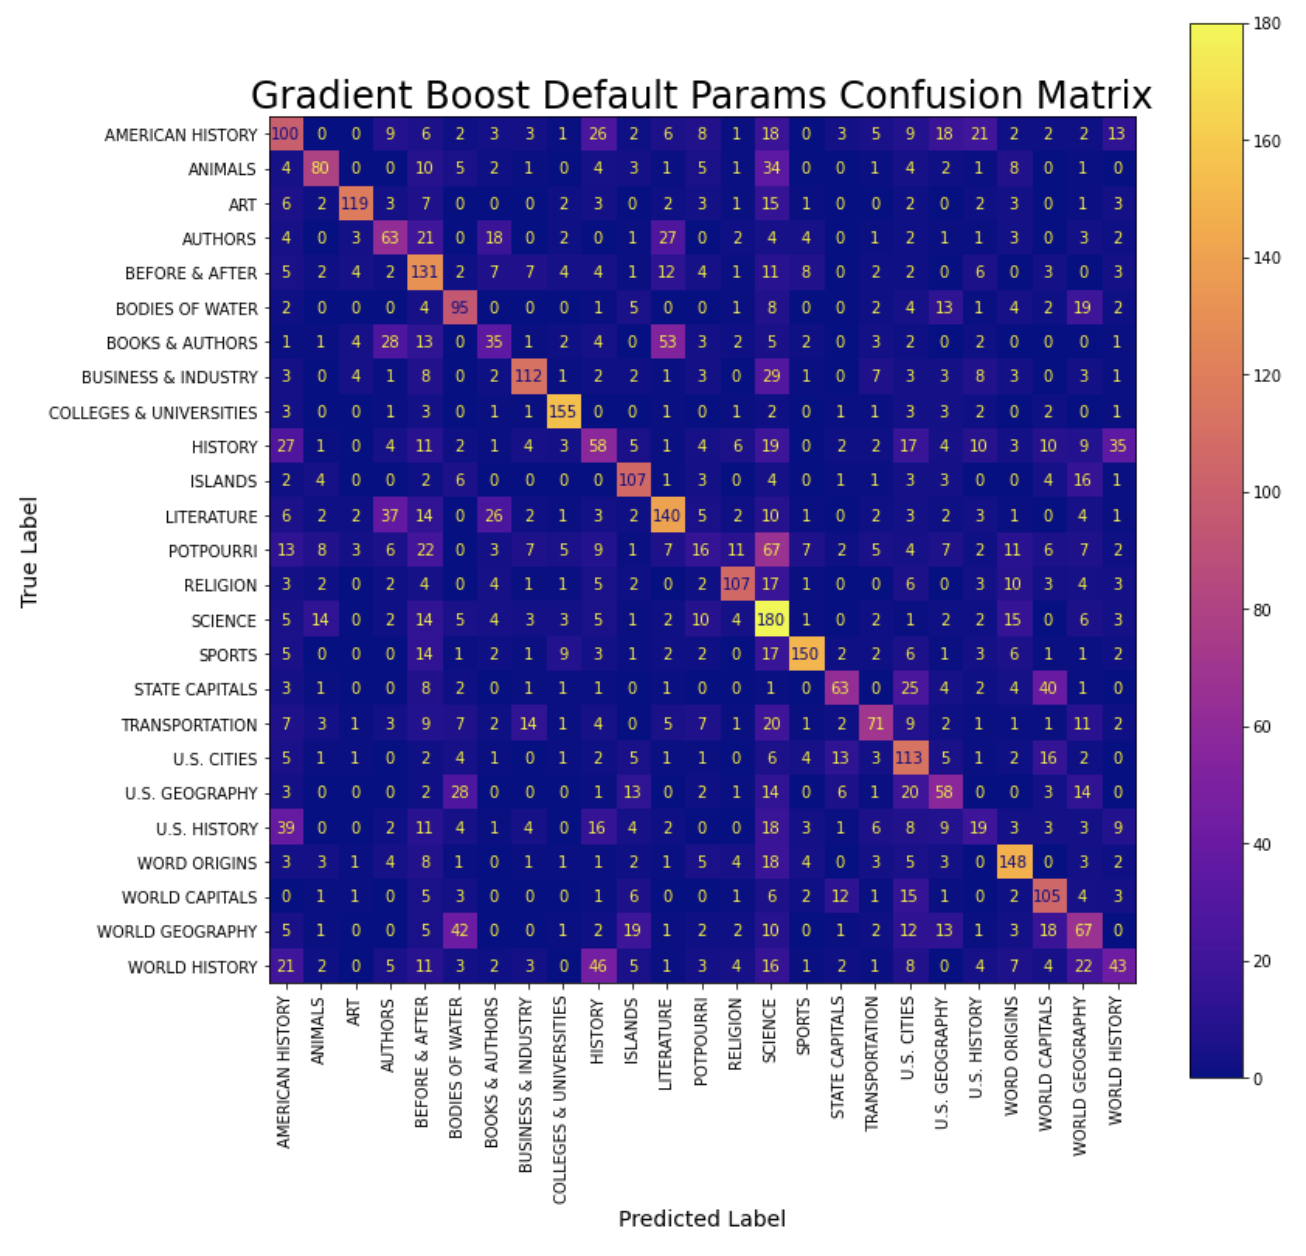 Gradient Boost Default Params Confusion Matrix
AMERICAN HISTORY 100 0 0 9 6 2 3 3 1 26 2 6 8 1 18 0 3 5 9 18 21 2 2 2 13
ANIMALS 4 80 0 0 10 5 2 1 0 4 3 1 5 1 34 0 0 1 4 2 1 8 0 1 0
ART 6 2 119 3 7 0 0 0 2 3 0 2 3 1 15 1 0 0 2 0 2 3 0 1 3
AUTHORS 4 0 3 63 21 0 18 0 2 0 1 27 0 2 4 4 0 1 2 1 1 3 0 3 2
BEFORE & AFTER 5 2 4 2 131 2 7 7 4 4 1 12 4 1 11 8 0 2 2 0 6 0 3 0 3
BODIES OF WATER 2 0 0 0 4 95 0 0 0 1 5 0 0 1 8 0 0 2 4 13 1 4 2 19 2
BOOKS & AUTHORS 1 1 4 28 13 0 35 1 2 4 0 53 3 2 5 2 0 3 2 0 2 0 0 0 1
BUSINESS & INDUSTRY 3 0 4 1 8 0 2 112 1 2 2 1 3 0 29 1 0 7 3 3 8 3 0 3 1
COLLEGES & UNIVERSITIES 3 0 0 1 3 0 1 1 155 0 0 1 0 1 2 0 1 1 3 3 2 0 2 0 1
HISTORY 27 1 0 4 11 2 1 4 3 58 5 1 4 6 19 0 2 2 17 4 10 3 10 9 35
ISLANDS 2 4 0 0 2 6 0 0 0 0 107 1 3 0 4 0 1 1 3 3 0 0 4 16 1
LITERATURE 6 2 2 37 14 0 26 2 1 3 2 140 5 2 10 1 0 2 3 2 3 1 0 4 1
POTPOURRI 13 8 3 6 22 0 3 7 5 9 1 7 16 11 67 7 2 5 4 7 2 11 6 7 2
RELIGION 3 2 0 2 4 0 4 1 1 5 2 0 2 107 17 1 0 0 6 0 3 10 3 4 3
SCIENCE 5 14 0 2 14 5 4 3 3 5 1 2 10 4 180 1 0 2 1 2 2 15 0 6 3
SPORTS 5 0 0 0 14 1 2 1 9 3 1 2 2 0 17 150 2 2 6 1 3 6 1 1 2
STATE CAPITALS 3 1 0 0 8 2 0 1 1 1 0 1 0 0 1 0 63 0 25 4 2 4 40 1 0
TRANSPORTATION 7 3 1 3 9 7 2 14 1 4 0 5 7 1 20 1 2 71 9 2 1 1 1 11 2
U.S. CITIES 5 1 1 0 2 4 1 0 1 2 5 1 1 0 6 4 13 3 113 5 1 2 16 2 0
U.S. GEOGRAPHY 3 0 0 0 2 28 0 0 0 1 13 0 2 1 14 0 6 1 20 58 0 0 3 14 0
U.S. HISTORY 39 0 0 2 11 4 1 4 0 16 4 2 0 0 18 3 1 6 8 9 19 3 3 3 9
WORD ORIGINS 3 3 1 4 8 1 0 1 1 1 2 1 5 4 18 4 0 3 5 3 0 148 0 3 2
WORLD CAPITALS 0 1 1 0 5 3 0 0 0 1 6 0 0 1 6 2 12 1 15 1 0 2 105 4 3
WORLD GEOGRAPHY 5 1 0 0 5 42 0 0 1 2 19 1 2 2 10 0 1 2 12 13 1 3 18 67 0
WORLD HISTORY 21 2 0 5 11 3 2 3 0 46 5 1 3 4 16 1 2 1 8 0 4 7 4 22 43
True Label
AMERICAN HISTORY
ANIMALS
ART
AUTHORS
BEFORE & AFTER
BODIES OF WATER
BOOKS & AUTHORS
BUSINESS & INDUSTRY
COLLEGES & UNIVERSITIES
HISTORY
ISLANDS
LITERATURE
POTPOURRI
RELIGION
SCIENCE
SPORTS
STATE CAPITALS
TRANSPORTATION
U.S. CITIES
U.S. GEOGRAPHY
U.S. HISTORY
WORD ORIGINS
WORLD CAPITALS
WORLD GEOGRAPHY
WORLD HISTORY
Predicted Label
180
160
140
120
100
80
60
40
20
0